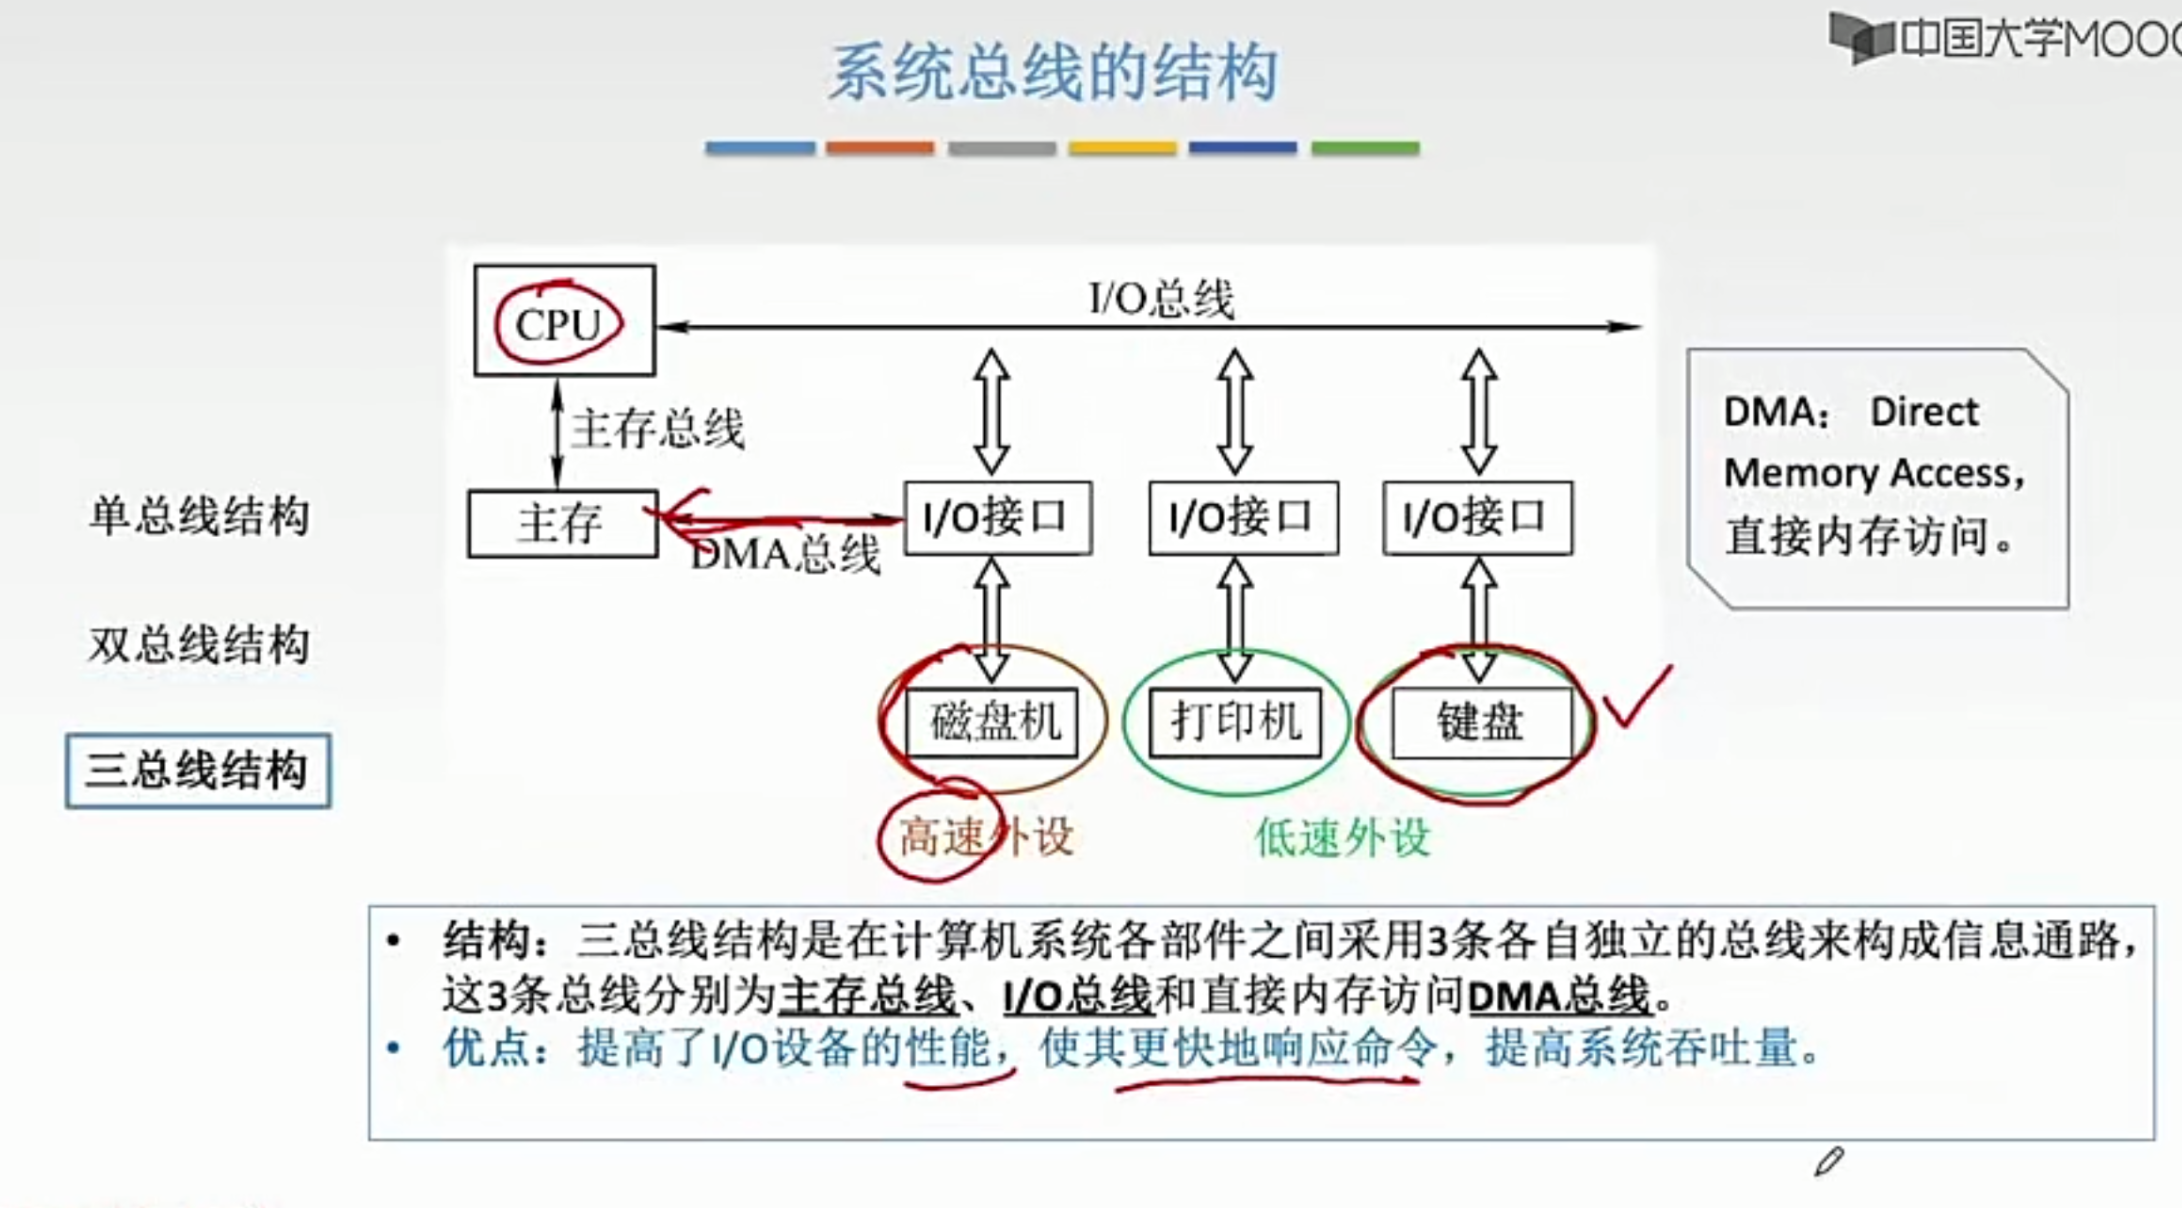 中国大学MOOC
系统总线的结构
CPU
I/O总线
主存总线
主存
DMA总线
I/O接口
I/O接口
I/O接口
磁盘机
打印机
键盘
高速外设
低速外设
DMA： Direct
Memory Access，
直接内存访问。
单总线结构
双总线结构
三总线结构
• 结构：三总线结构是在计算机系统各部件之间采用3条各自独立的总线来构成信息通路，
这3条总线分别为主存总线、I/O总线和直接内存访问DMA总线。
• 优点：提高了I/O设备的性能，使其更快地响应命令，提高系统吞吐量。